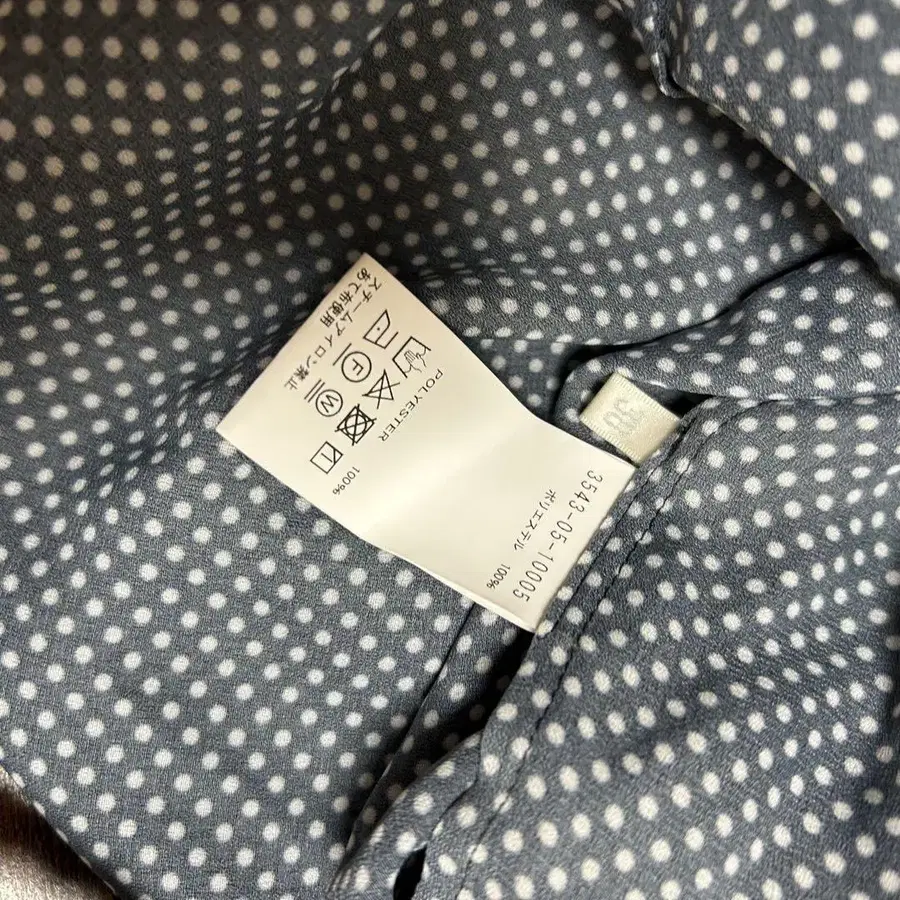 38
3543-05-10005
ポリエステル 100%
POLYESTER 100%
F W
スチームアイロン禁止
あて布使用